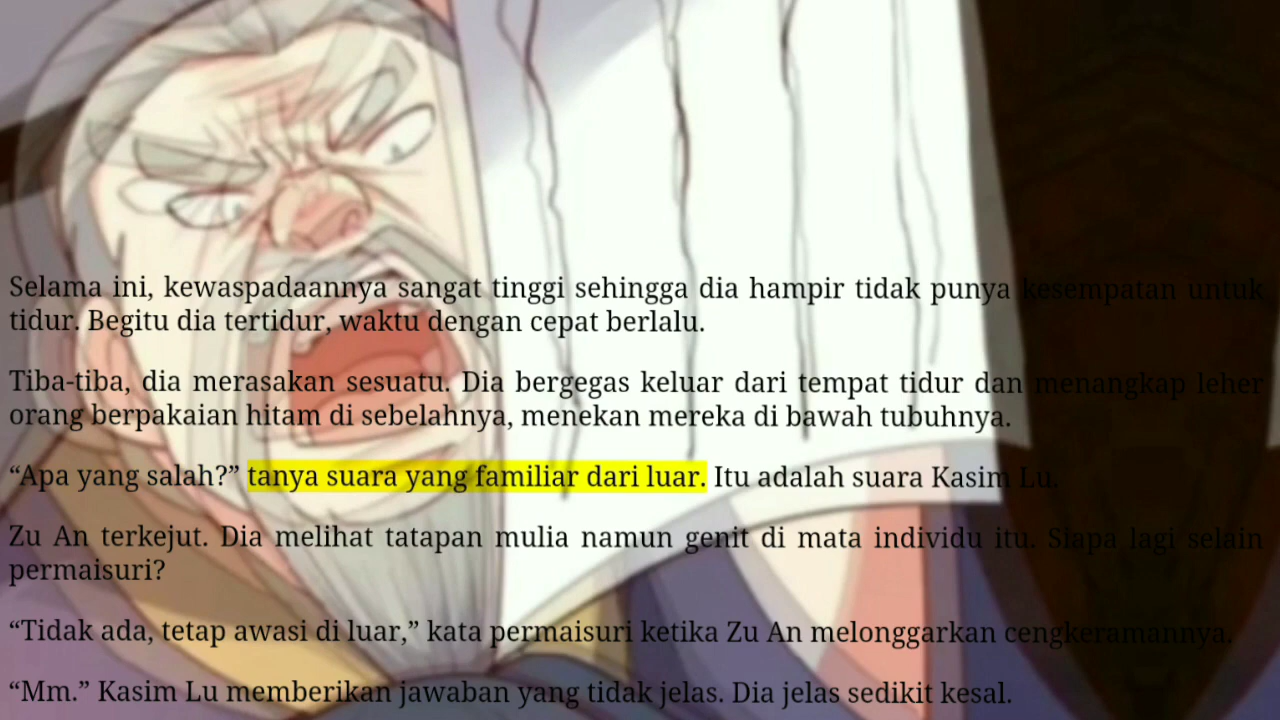 Selama ini, kewaspadaannya sangat tinggi sehingga dia hampir tidak punya kesempatan untuk
tidur. Begitu dia tertidur, waktu dengan cepat berlalu.
Tiba-tiba, dia merasakan sesuatu. Dia bergegas keluar dari tempat tidur dan menangkap leher
orang berpakaian hitam di sebelahnya, menekan mereka di bawah tubuhnya.
“Apa yang salah?” tanya suara yang familiar dari luar. Itu adalah suara Kasim Lu.
Zu An terkejut. Dia melihat tatapan mulia namun genit di mata individu itu. Siapa lagi selain
permaisuri?
“Tidak ada, tetap awasi di luar,” kata permaisuri ketika Zu An melonggarkan cengkeramannya.
“Mm.” Kasim Lu memberikan jawaban yang tidak jelas. Dia jelas sedikit kesal.